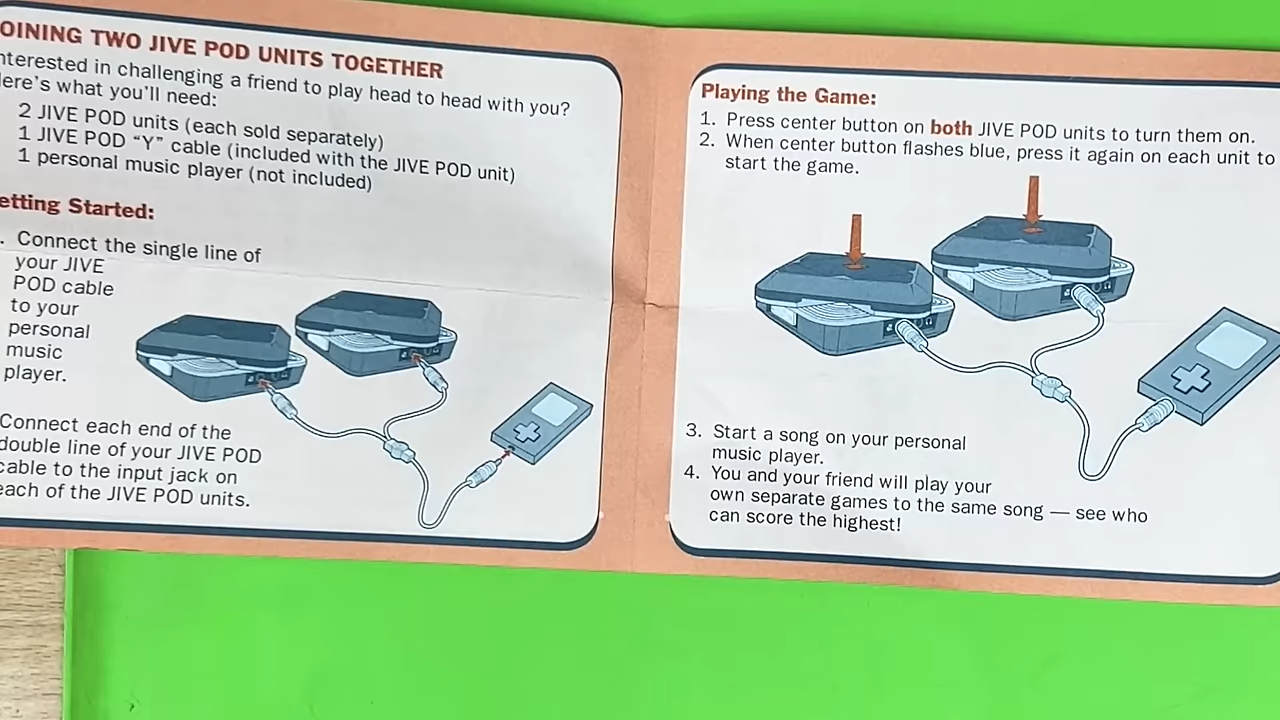 OINING TWO JIVE POD UNITS TOGETHER
nterested in challenging a friend to play head to head with you?
ere's what you'll need:
2 JIVE POD units (each sold separately)
1 JIVE POD “Y” cable (included with the JIVE POD unit)
1 personal music player (not included)
etting Started:
. Connect the single line of
your JIVE
POD cable
to your
personal
music
player.
Connect each end of the
double line of your JIVE POD
cable to the input jack on
each of the JIVE POD units.
Playing the Game:
1. Press center button on both JIVE POD units to turn them on.
2. When center button flashes blue, press it again on each unit to
start the game.
3. Start a song on your personal
music player.
4. You and your friend will play your
own separate games to the same song — see who
can score the highest!